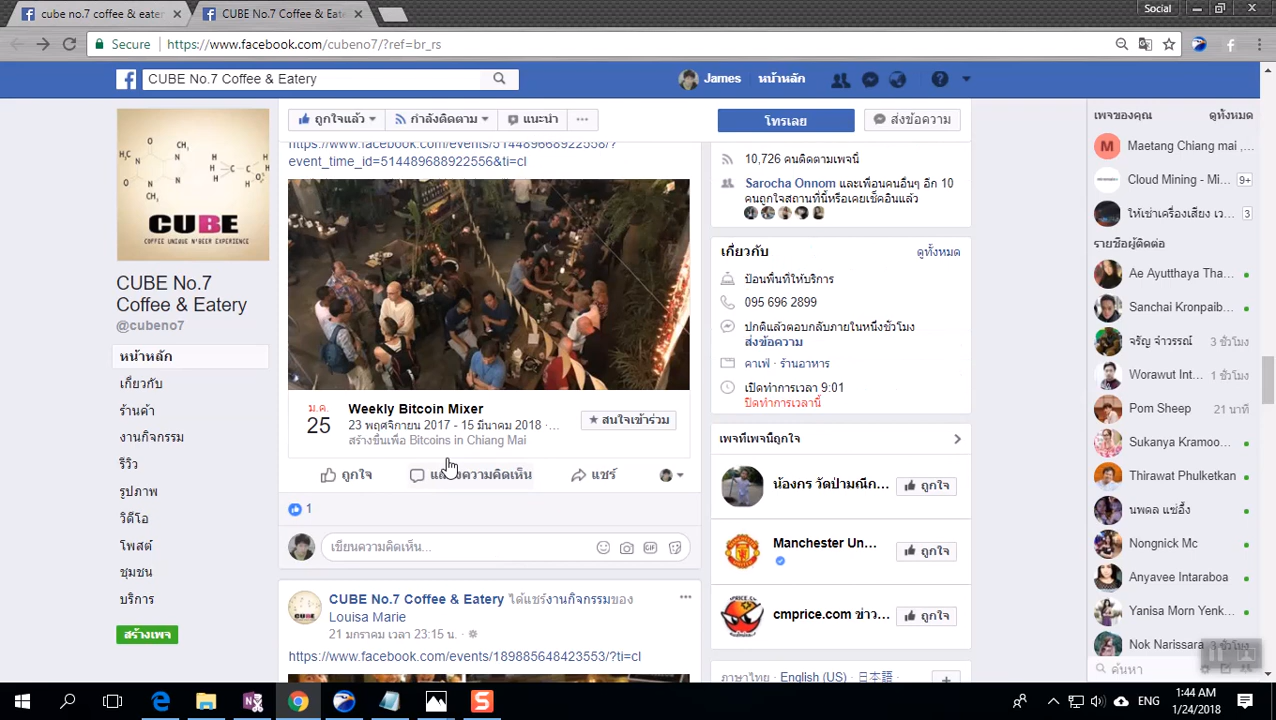 cube no.7 coffee & eater
CUBE No.7 Coffee & Eate
Social
Secure
https://www.facebook.com/cubeno7/?ref=br_rs
CUBE No.7 Coffee & Eatery
James
หน้าหลัก
CUBE
COFFEE UNIQUE N'BEER EXPERIENCE
CUBE No.7
Coffee & Eatery
@cubeno7
หน้าหลัก
เกี่ยวกับ
ร้านค้า
งานกิจกรรม
รีวิว
รูปภาพ
วิดีโอ
โพสต์
ชุมชน
บริการ
สร้างเพจ
ถูกใจแล้ว
กำลังติดตาม
แนะนำ
โทรเลย
ส่งข้อความ
https://www.facebook.com/events/514489668922558/?
event_time_id=514489688922556&ti=cl
ม.ค.
25
Weekly Bitcoin Mixer
23 พฤศจิกายน 2017 - 15 มีนาคม 2018 ·...
สร้างขึ้นเพื่อ Bitcoins in Chiang Mai
สนใจเข้าร่วม
ถูกใจ
แสดงความคิดเห็น
แชร์
1
เขียนความคิดเห็น...
CUBE No.7 Coffee & Eatery ได้แชร์งานกิจกรรมของ
Louisa Marie
21 มกราคม เวลา 23:15 น.
https://www.facebook.com/events/189885648423553/?ti=cl
10,726 คนติดตามเพจนี้
Sarocha Onnom และเพื่อนคนอื่นๆ อีก 10
คนถูกใจสถานที่นี้หรือเคยเช็คอินแล้ว
เกี่ยวกับ
ดูทั้งหมด
ป้อนพื้นที่ให้บริการ
095 696 2899
ปกติแล้วตอบกลับภายในหนึ่งชั่วโมง
ส่งข้อความ
คาเฟ่ · ร้านอาหาร
เปิดทำการเวลา 9:01
ปิดทำการเวลานี้
เพจที่เพจนี้ถูกใจ
น้องกร วัดป่ามณีก...
ถูกใจ
Manchester Un...
ถูกใจ
cmprice.com ข่าว...
ถูกใจ
ภาษาไทย · English (US) · 日本語 ·
เพจของคุณ
ดูทั้งหมด
Maetang Chiang mai ,...
Cloud Mining - Mi...
9+
ให้เช่าเครื่องเสียง เว...
3
รายชื่อผู้ติดต่อ
Ae Ayutthaya Tha...
Sanchai Kronpaib...
จรัญ จำวรรณ์
3 ชั่วโมง
Worawut Int...
1 ชั่วโมง
Pom Sheep
21 นาที
Sukanya Kramoo...
Thirawat Phulketkan
นพดล แซ่อึ้ง
Nongnick Mc
Anyavee Intaraboa
Yanisa Morn Yenk...
Nok Narissara
ค้นหา
ENG
1:44 AM
1/24/2018